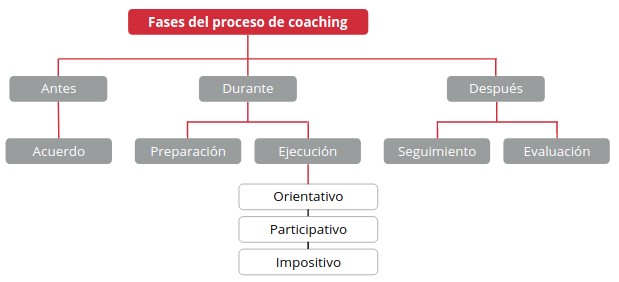 Fases del proceso de coaching
Antes
Durante
Después
Acuerdo
Preparación
Ejecución
Seguimiento
Evaluación
Orientativo
Participativo
Impositivo